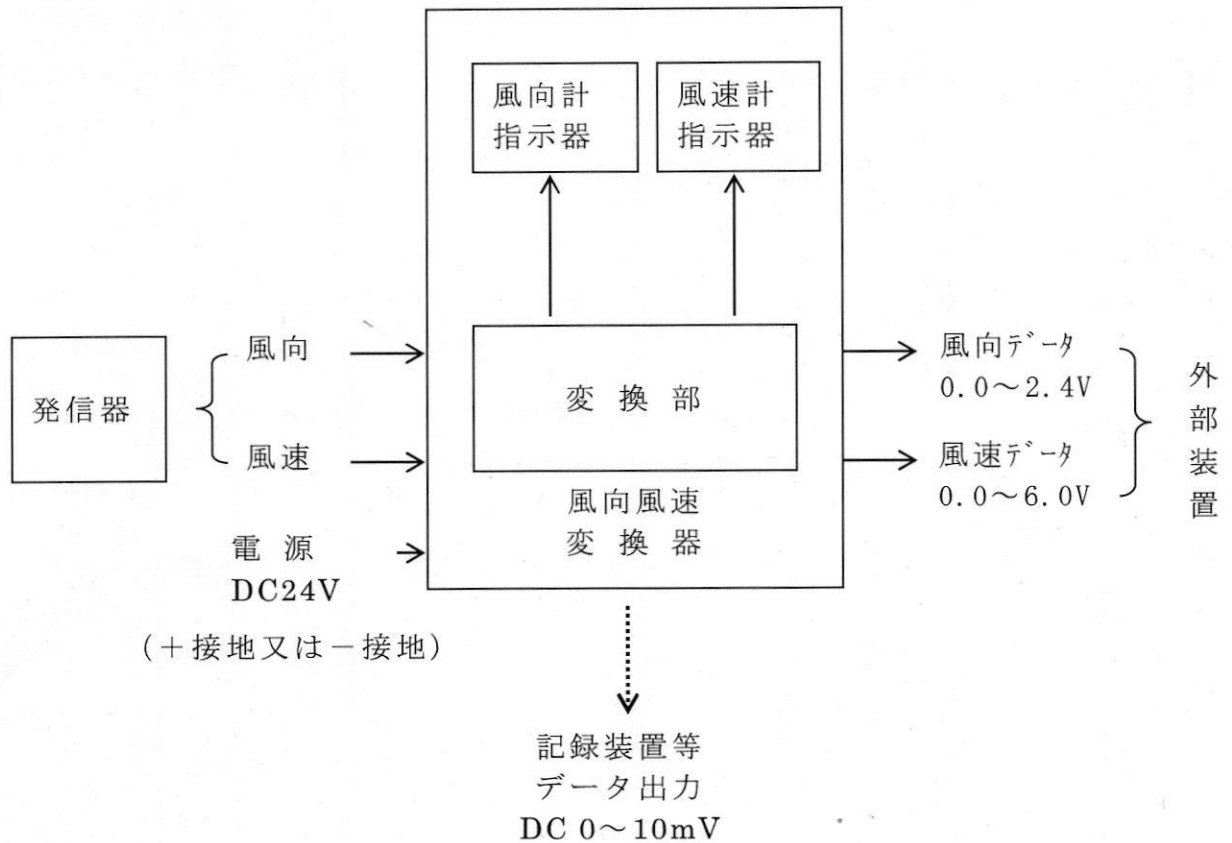 風向計
指示器
風速計
指示器
発信器
風向
風速
電源
DC24V
(+接地又は-接地)
変換部
風向風速
変換器
風向ﾃﾞｰﾀ
0.0~2.4V
風速ﾃﾞｰﾀ
0.0~6.0V
外部装置
記録装置等
データ出力
DC 0~10mV